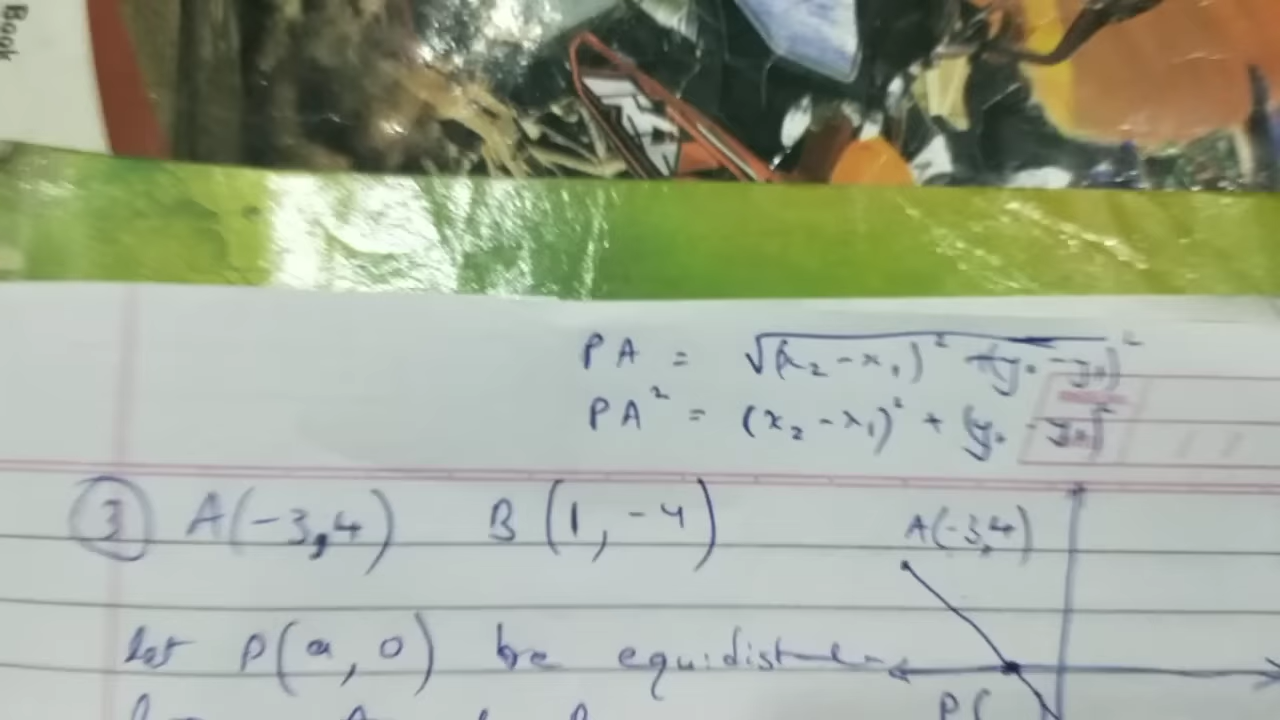 Book
PA = √(x₂ - x₁)² + (y₂ - y₁)²
PA² = (x₂ - x₁)² + (y₂ - y₁)²
3 A(-3,4) B(1,-4)
A(-3,4)
let P(a,0) be
P(